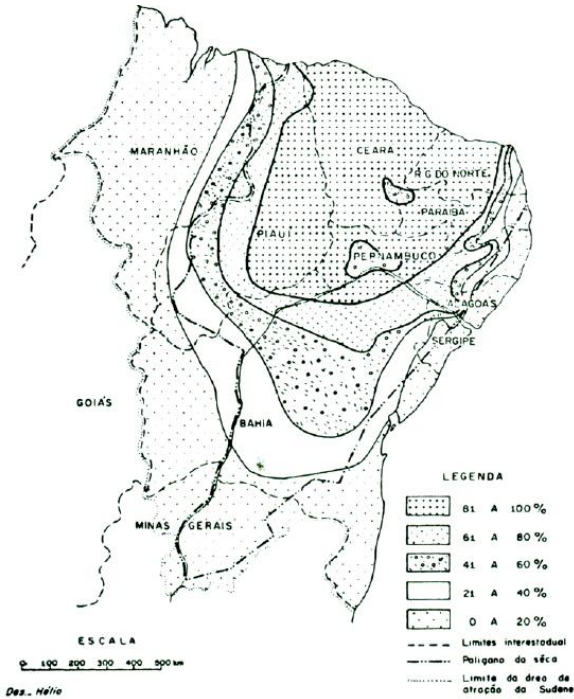 MARANHÃO
CEARÁ
R.G. DO NORTE
PARAIBA
PIAUÍ
PERNAMBUCO
ALAGOAS
SERGIPE
GOIÁS
BAHIA
MINAS GERAIS
LEGENDA
81 A 100%
61 A 80%
41 A 60%
21 A 40%
0 A 20%
Limites interestadual
Poligano da sêca
Limite da área de
atração da Sudene
ESCALA
0 100 200 300 400 500 km
Des._ Hélio